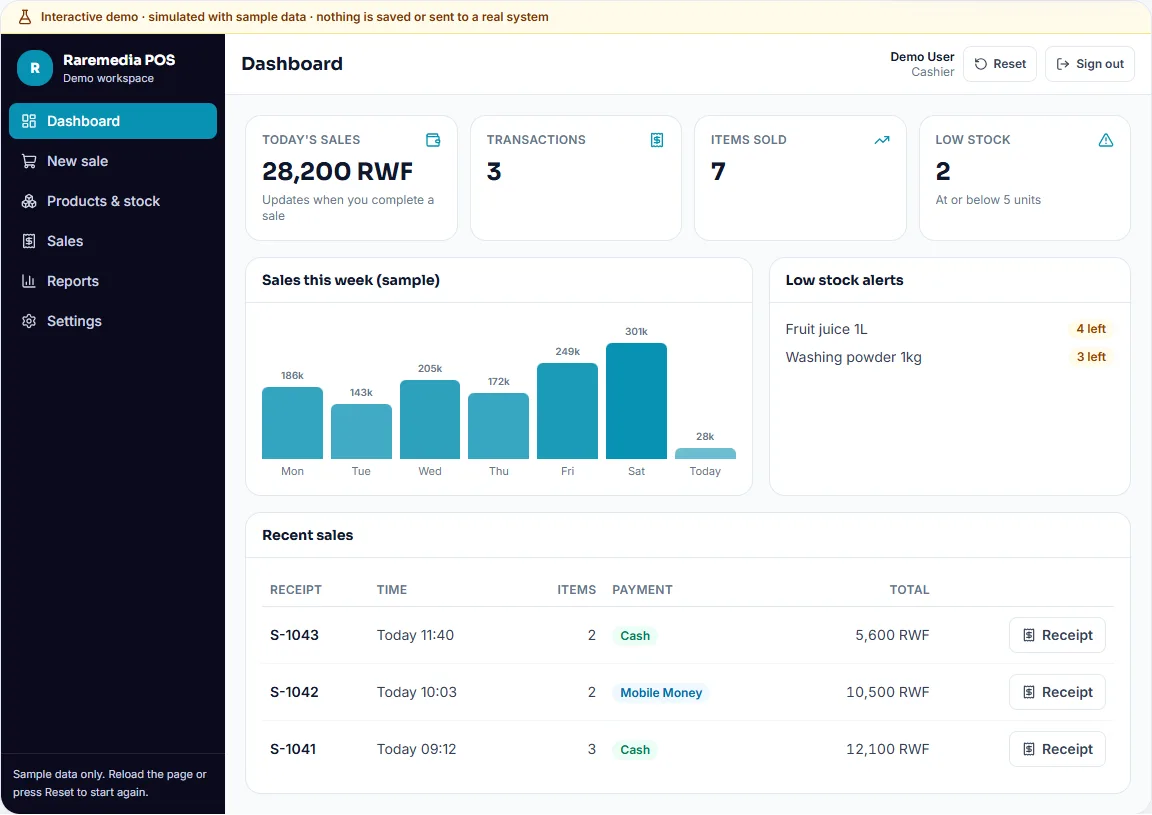 Interactive demo · simulated with sample data · nothing is saved or sent to a real system
R
Raremedia POS
Demo workspace
Dashboard
New sale
Products & stock
Sales
Reports
Settings
Sample data only. Reload the page or
press Reset to start again.
Dashboard
Demo User
Cashier
Reset
Sign out
TODAY'S SALES
28,200 RWF
Updates when you complete a
sale
TRANSACTIONS
3
ITEMS SOLD
7
LOW STOCK
2
At or below 5 units
Sales this week (sample)
186k
143k
205k
172k
249k
301k
28k
Mon Tue Wed Thu Fri Sat Today
Low stock alerts
Fruit juice 1L 4 left
Washing powder 1kg 3 left
Recent sales
RECEIPT TIME ITEMS PAYMENT TOTAL
S-1043 Today 11:40 2 Cash 5,600 RWF Receipt
S-1042 Today 10:03 2 Mobile Money 10,500 RWF Receipt
S-1041 Today 09:12 3 Cash 12,100 RWF Receipt